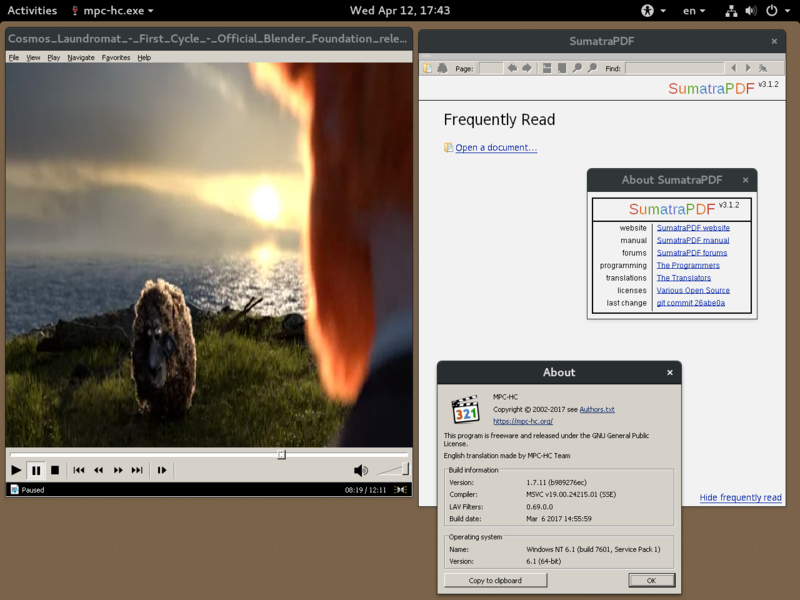 Activities mpc-hc.exe Wed Apr 12, 17:43 en
Cosmos_Laundromat_-_First_Cycle_-_Official_Blender_Foundation_rele...
File View Play Navigate Favorites Help
Paused 08:19 / 12:11
SumatraPDF
Page: Find:
SumatraPDF v3.1.2
Frequently Read
Open a document...
Hide frequently read
About SumatraPDF
SumatraPDF v3.1.2
website SumatraPDF website
manual SumatraPDF manual
forums SumatraPDF forums
programming The Programmers
translations The Translators
licenses Various Open Source
last change git commit 26abe0a
About
321
MPC-HC
Copyright © 2002-2017 see Authors.txt
https://mpc-hc.org/
This program is freeware and released under the GNU General Public
License.
English translation made by MPC-HC Team
Build information
Version: 1.7.11 (b989276ec)
Compiler: MSVC v19.00.24215.01 (SSE)
LAV Filters: 0.69.0.0
Build date: Mar 6 2017 14:55:59
Operating system
Name: Windows NT 6.1 (build 7601, Service Pack 1)
Version: 6.1 (64-bit)
Copy to clipboard OK